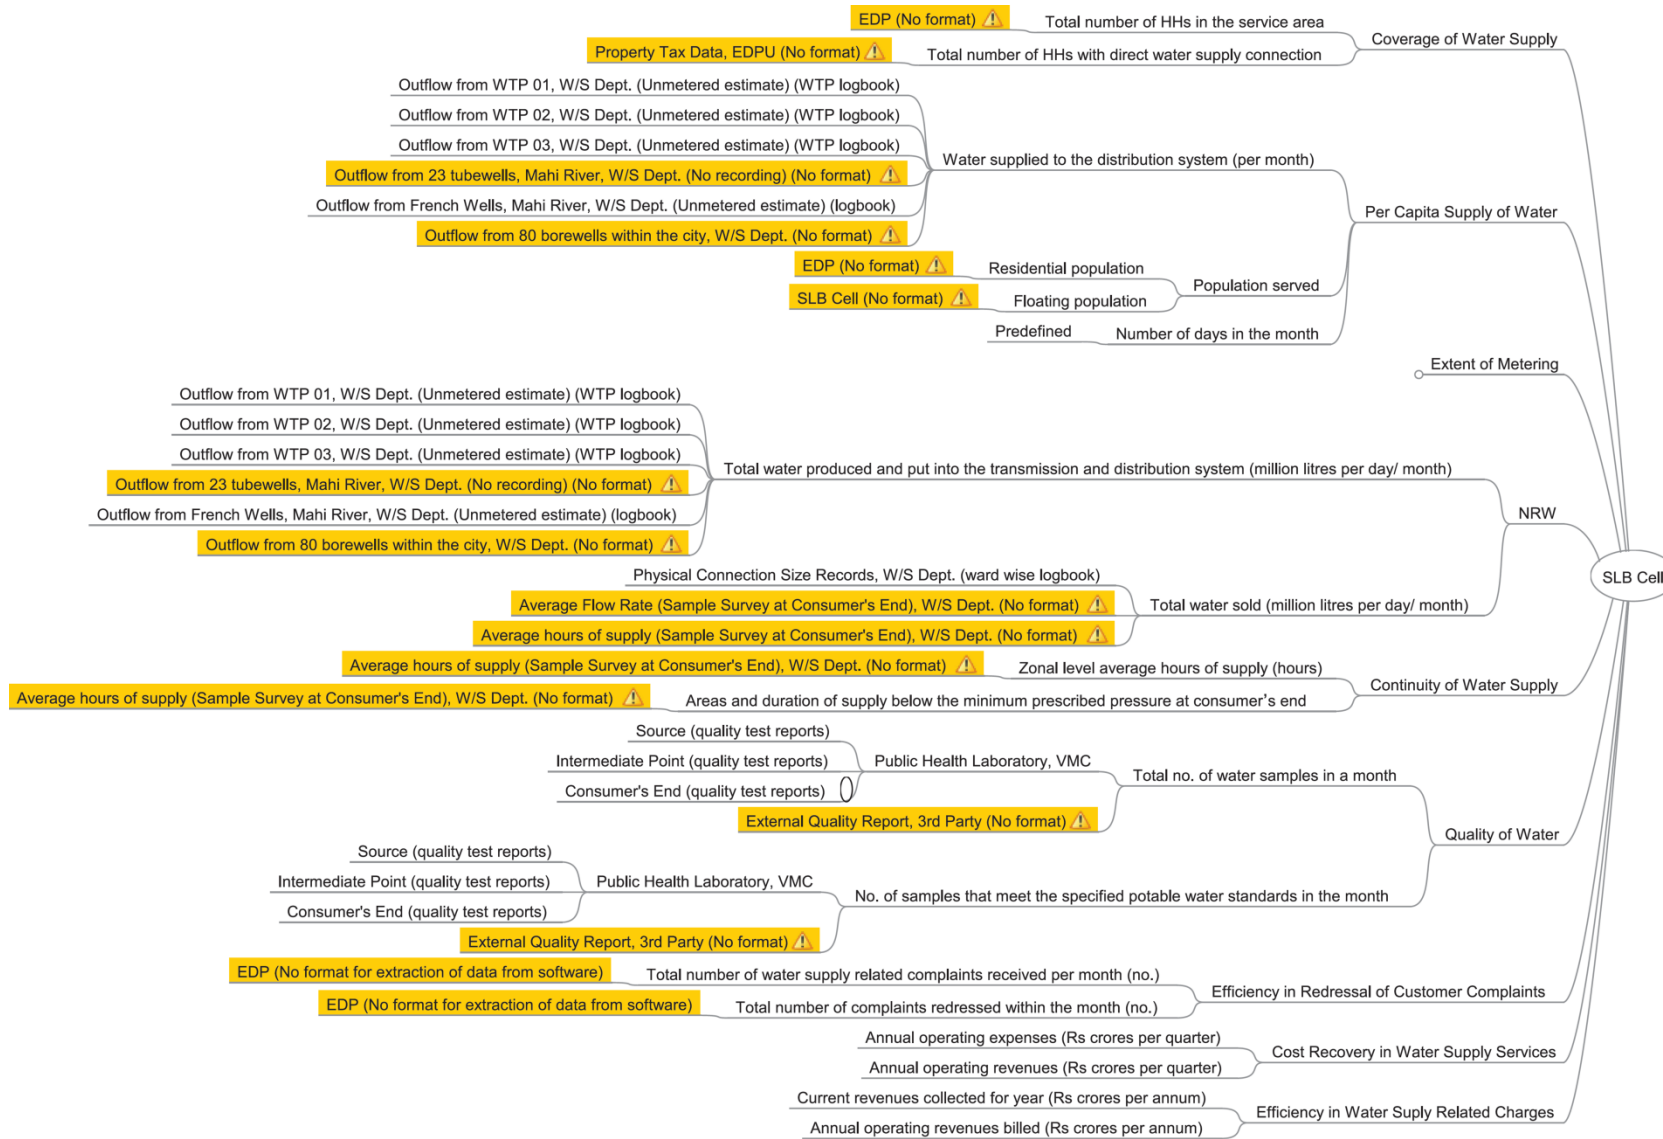 EDP (No format)
Total number of HHs in the service area
Property Tax Data, EDPU (No format)
Total number of HHs with direct water supply connection
Coverage of Water Supply
Outflow from WTP 01, W/S Dept. (Unmetered estimate) (WTP logbook)
Outflow from WTP 02, W/S Dept. (Unmetered estimate) (WTP logbook)
Outflow from WTP 03, W/S Dept. (Unmetered estimate) (WTP logbook)
Outflow from 23 tubewells, Mahi River, W/S Dept. (No recording) (No format)
Outflow from French Wells, Mahi River, W/S Dept. (Unmetered estimate) (logbook)
Outflow from 80 borewells within the city, W/S Dept. (No format)
Water supplied to the distribution system (per month)
EDP (No format)
Residential population
SLB Cell (No format)
Floating population
Population served
Predefined
Number of days in the month
Per Capita Supply of Water
Extent of Metering
Outflow from WTP 01, W/S Dept. (Unmetered estimate) (WTP logbook)
Outflow from WTP 02, W/S Dept. (Unmetered estimate) (WTP logbook)
Outflow from WTP 03, W/S Dept. (Unmetered estimate) (WTP logbook)
Outflow from 23 tubewells, Mahi River, W/S Dept. (No recording) (No format)
Outflow from French Wells, Mahi River, W/S Dept. (Unmetered estimate) (logbook)
Outflow from 80 borewells within the city, W/S Dept. (No format)
Total water produced and put into the transmission and distribution system (million litres per day/ month)
Physical Connection Size Records, W/S Dept. (ward wise logbook)
Average Flow Rate (Sample Survey at Consumer's End), W/S Dept. (No format)
Average hours of supply (Sample Survey at Consumer's End), W/S Dept. (No format)
Total water sold (million litres per day/ month)
NRW
SLB Cell
Average hours of supply (Sample Survey at Consumer's End), W/S Dept. (No format)
Zonal level average hours of supply (hours)
Average hours of supply (Sample Survey at Consumer's End), W/S Dept. (No format)
Areas and duration of supply below the minimum prescribed pressure at consumer's end
Continuity of Water Supply
Source (quality test reports)
Intermediate Point (quality test reports)
Consumer's End (quality test reports)
Public Health Laboratory, VMC
External Quality Report, 3rd Party (No format)
Total no. of water samples in a month
Source (quality test reports)
Intermediate Point (quality test reports)
Consumer's End (quality test reports)
Public Health Laboratory, VMC
External Quality Report, 3rd Party (No format)
No. of samples that meet the specified potable water standards in the month
Quality of Water
EDP (No format for extraction of data from software)
Total number of water supply related complaints received per month (no.)
EDP (No format for extraction of data from software)
Total number of complaints redressed within the month (no.)
Efficiency in Redressal of Customer Complaints
Annual operating expenses (Rs crores per quarter)
Annual operating revenues (Rs crores per quarter)
Cost Recovery in Water Supply Services
Current revenues collected for year (Rs crores per annum)
Annual operating revenues billed (Rs crores per annum)
Efficiency in Water Suply Related Charges